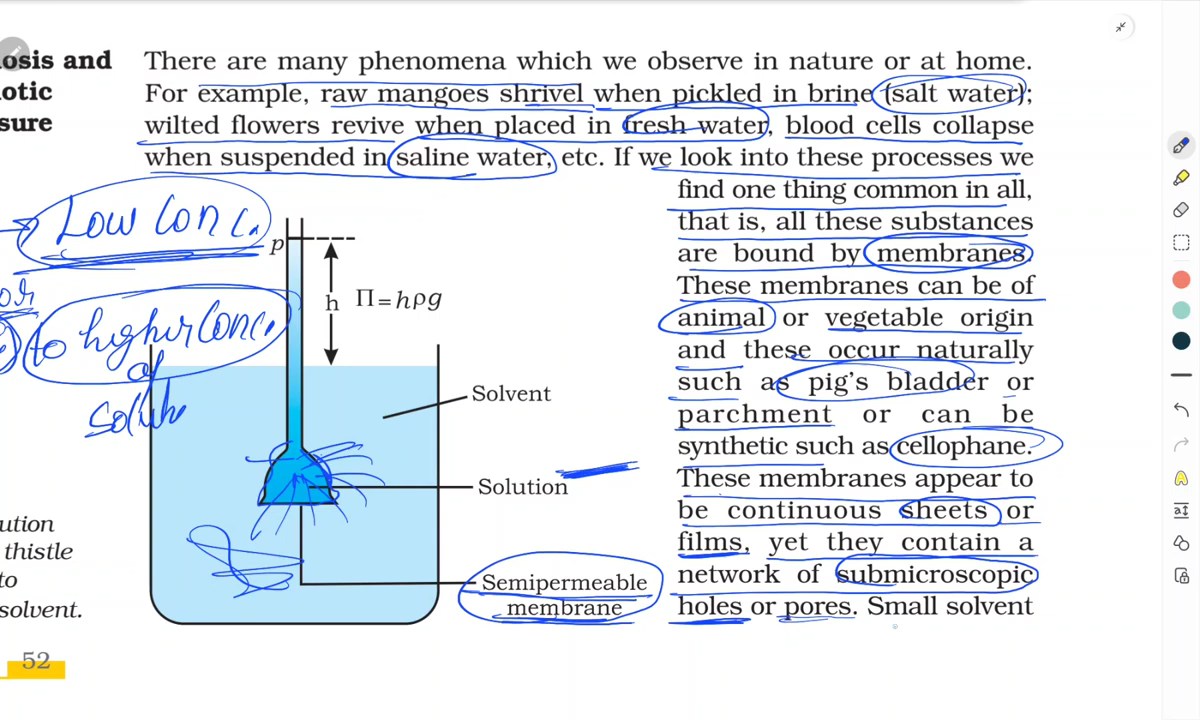 osis and
otic
sure
There are many phenomena which we observe in nature or at home.
For example, raw mangoes shrivel when pickled in brine (salt water);
wilted flowers revive when placed in fresh water, blood cells collapse
when suspended in saline water, etc. If we look into these processes we
find one thing common in all,
that is, all these substances
are bound by membranes.
These membranes can be of
animal or vegetable origin
and these occur naturally
such as pig's bladder or
parchment or can be
synthetic such as cellophane.
These membranes appear to
be continuous sheets or
films, yet they contain a
network of submicroscopic
holes or pores. Small solvent
Low Conc.
to higher Conc.
of
solute
p
h Π=hρg
Solvent
Solution
Semipermeable
membrane
ution
thistle
to
solvent.
52